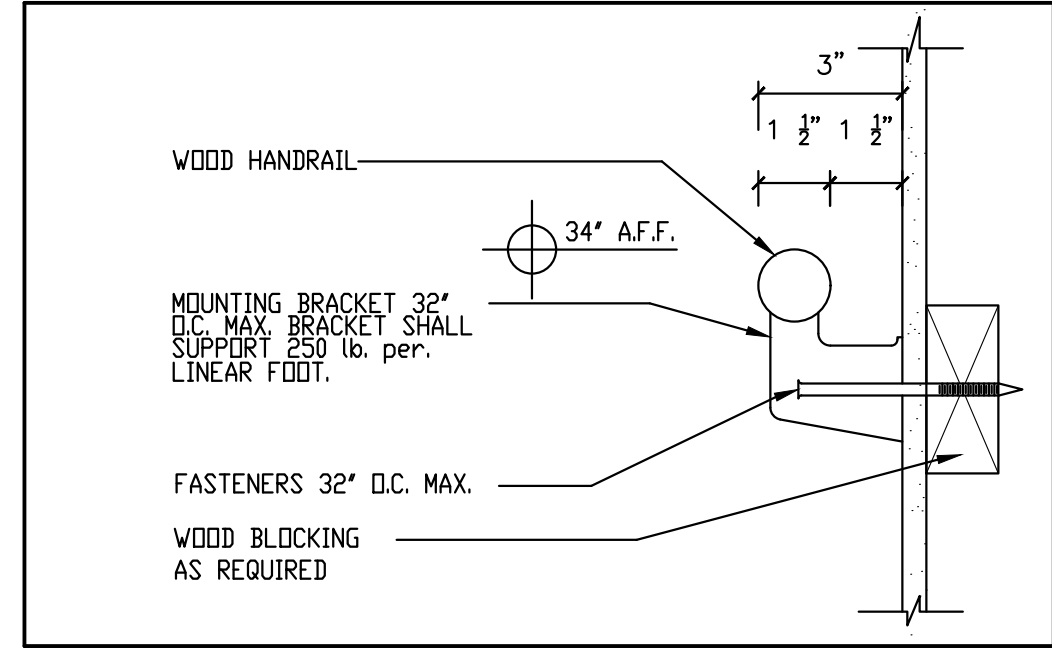 3”
1 ½” 1 ½”
WOOD HANDRAIL
34" A.F.F.
MOUNTING BRACKET 32"
O.C. MAX. BRACKET SHALL
SUPPORT 250 lb. per.
LINEAR FOOT.
FASTENERS 32" O.C. MAX.
WOOD BLOCKING
AS REQUIRED